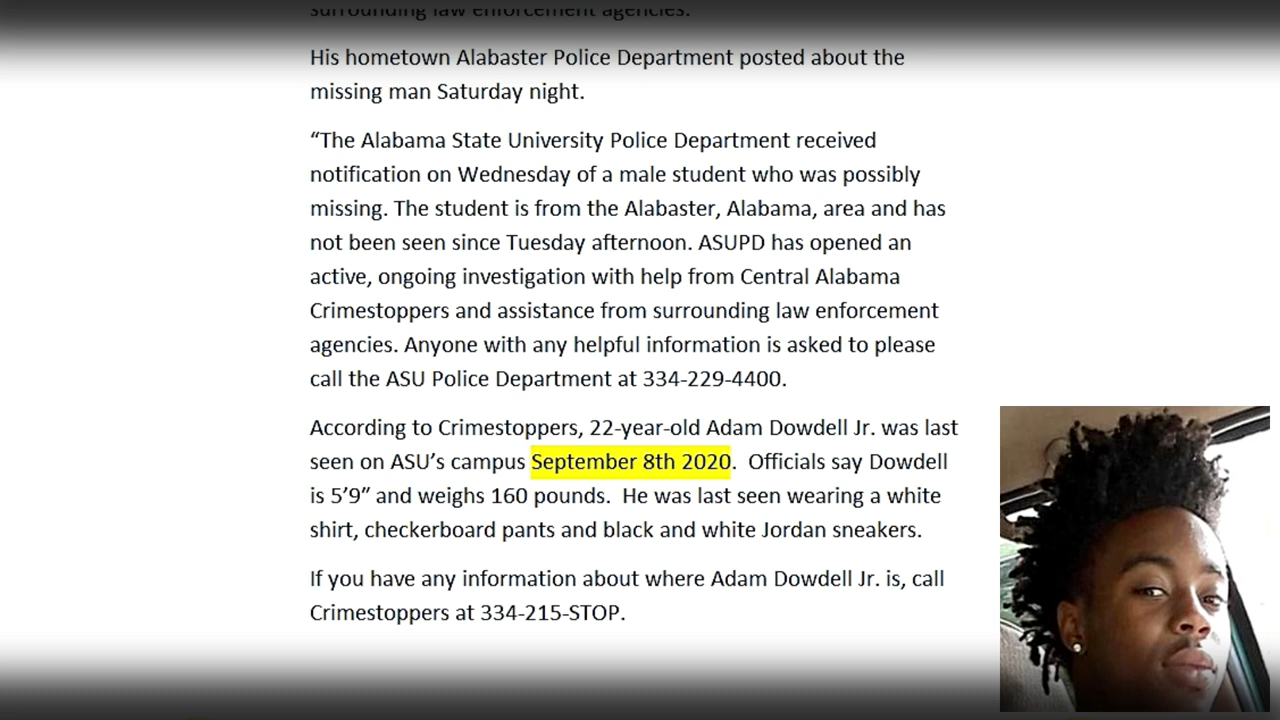 surrounding law enforcement agencies.
His hometown Alabaster Police Department posted about the
missing man Saturday night.
“The Alabama State University Police Department received
notification on Wednesday of a male student who was possibly
missing. The student is from the Alabaster, Alabama, area and has
not been seen since Tuesday afternoon. ASUPD has opened an
active, ongoing investigation with help from Central Alabama
Crimestoppers and assistance from surrounding law enforcement
agencies. Anyone with any helpful information is asked to please
call the ASU Police Department at 334-229-4400.
According to Crimestoppers, 22-year-old Adam Dowdell Jr. was last
seen on ASU’s campus September 8th 2020.  Officials say Dowdell
is 5’9” and weighs 160 pounds.  He was last seen wearing a white
shirt, checkerboard pants and black and white Jordan sneakers.
If you have any information about where Adam Dowdell Jr. is, call
Crimestoppers at 334-215-STOP.